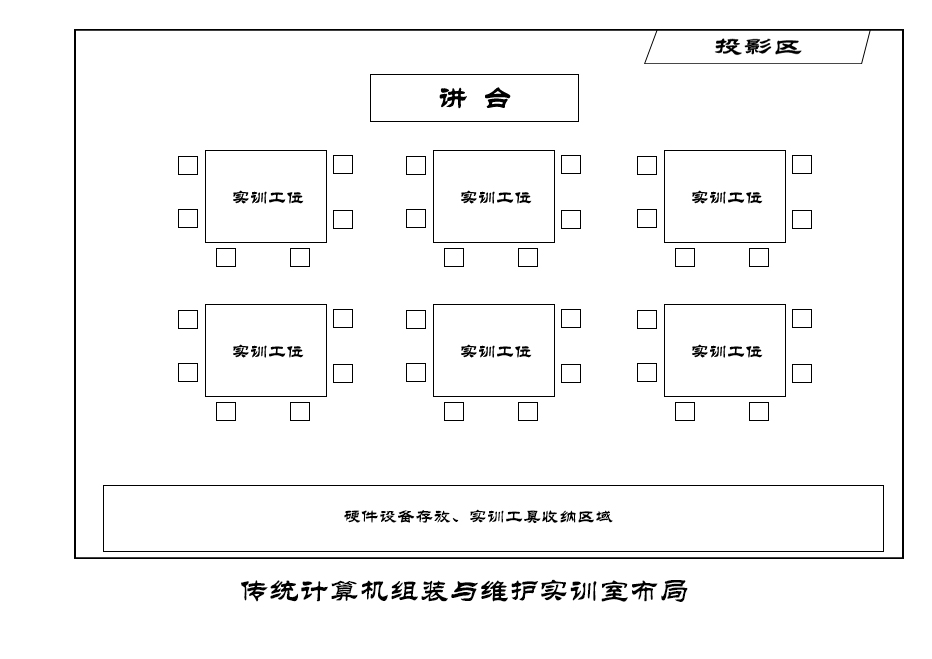 投影区
讲 台
实训工位 实训工位 实训工位
实训工位 实训工位 实训工位
硬件设备存放、实训工具收纳区域
传统计算机组装与维护实训室布局